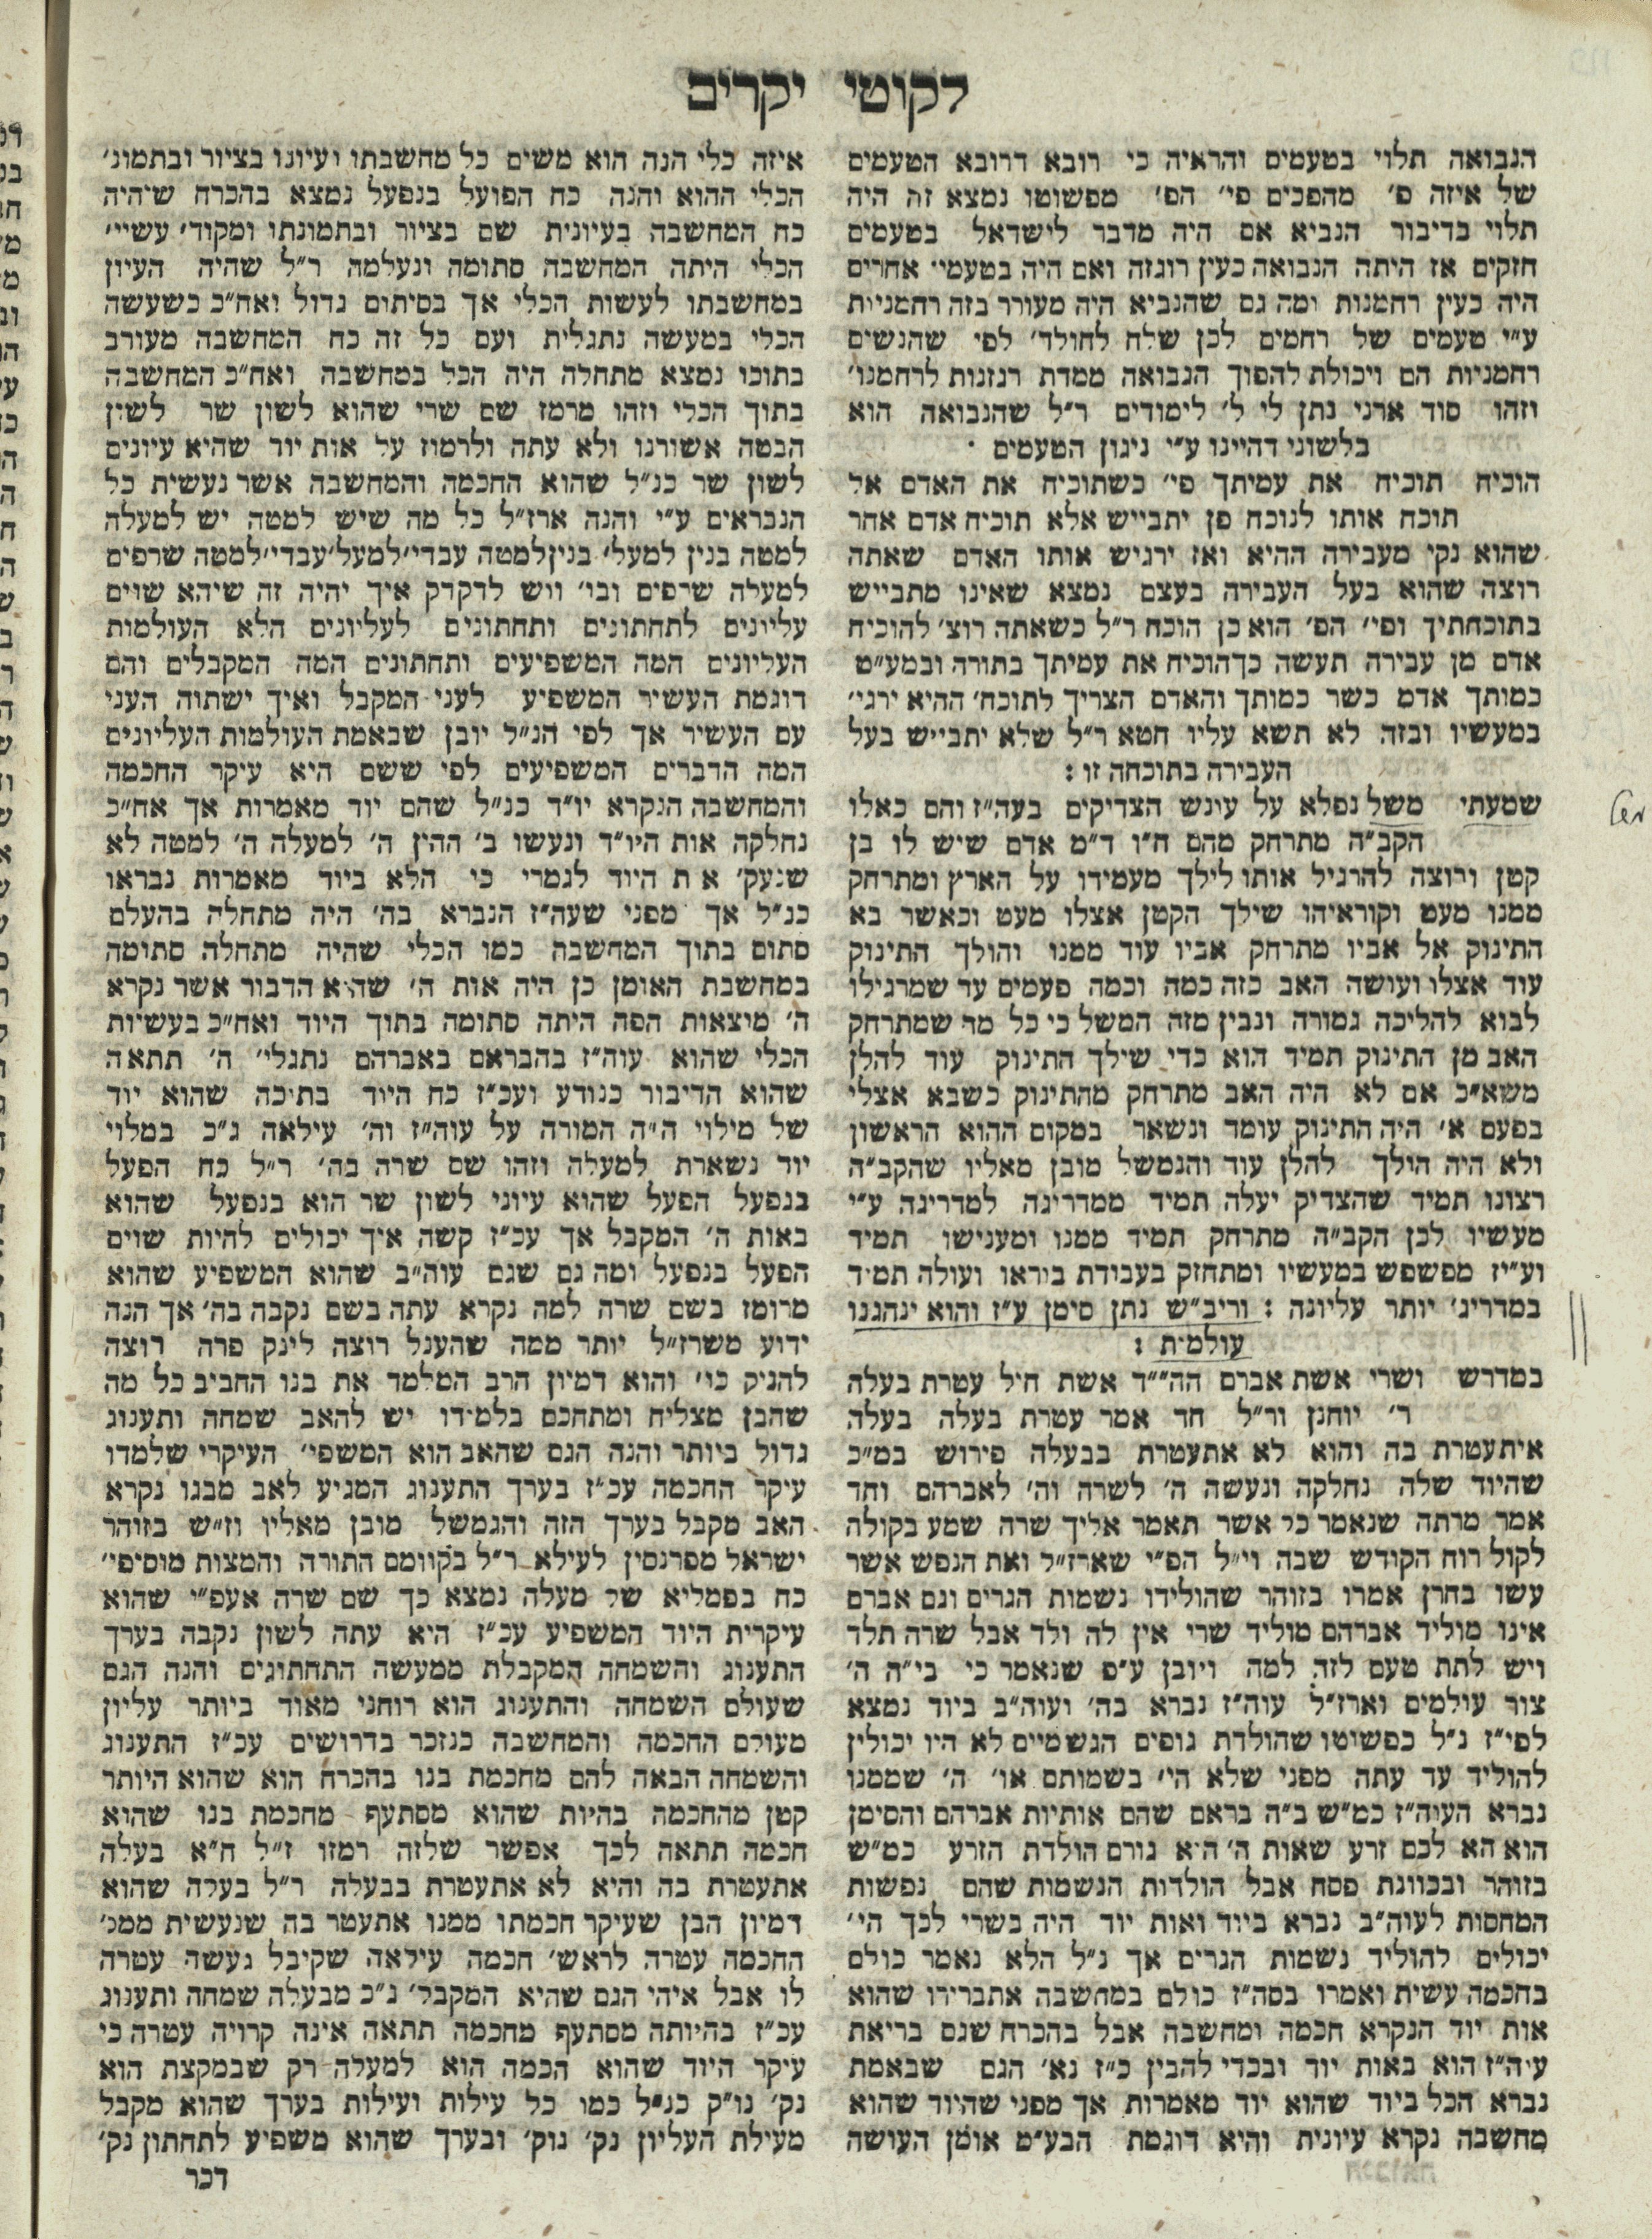 לקוטי יקרים
הנבואה תלוי בטעמים והראיה כי רובא דרובא הטעמים
של איזה פ׳ מהפכים פי׳ הפ׳ מפשוטו נמצא זה היה
תלוי בדיבור הנביא אם היה מדבר לישראל בטעמים
חזקים אז היתה הנבואה כעין רוגזה ואם היה בטעמי׳ אחרים
היה כעין רחמנות ומה גם שהנביא היה מעורר בזה רחמניות
ע״י טעמים של רחמים לכן שלח לחולד׳ לפי שהנשים
רחמניות הם ויכולת להפוך הנבואה ממדת רגזנות לרחמנו׳
וזהו סוד ארני נתן לי ל׳ לימודים ר״ל שהנבואה הוא
בלשוני דהיינו ע״י ניגון הטעמים ׳
הוכיח תוכיח את עמיתך פי׳ כשתוכיח את האדם אל
תוכח אותו לנוכח פן יתבייש אלא תוכיח אדם אחר
שהוא נקי מעבירה ההיא ואז ירגיש אותו האדם שאתה
רוצה שהוא בעל העבירה בעצם נמצא שאינו מתבייש
בתוכחתיך ופי׳ הפ׳ הוא כן הוכח ר״ל כשאתה רוצ׳ להוכיח
אדם מן עבירה תעשה כך הוכיח את עמיתך בתורה ובמע״ט
כמותך אדם כשר כמותך והאדם הצריך לתוכח׳ ההיא ירגי׳
במעשיו ובזה לא תשא עליו חטא ר״ל שלא יתבייש בעל
העבירה בתוכחה זו :
שמעתי משל נפלא על עונש הצדיקים בעה״ז והם כאלו
הקב״ה מתרחק מהם ח״ו ד״מ אדם שיש לו בן
קטן ורוצה להרגיל אותו לילך מעמידו על הארץ ומתרחק
ממנו מעט וקוראיהו שילך הקטן אצלו מעט וכאשר בא
התינוק אל אביו מתרחק אביו עוד ממנו והולך התינוק
עוד אצלו ועושה האב כזה כמה וכמה פעמים עד שמרגילו
לבוא להליכה גמורה ונבין מזה המשל כי כל מה שמתרחק
האב מן התינוק תמיד הוא כדי שילך התינוק עוד להלן
משא״כ אם לא היה האב מתרחק מהתינוק כשבא אצלי
בפעם א׳ היה התינוק עומד ונשאר במקום ההוא הראשון
ולא היה הולך להלן עוד והנמשל מובן מאליו שהקב״ה
רצונו תמיד שהצדיק יעלה תמיד ממדריגה למדריגה ע״י
מעשיו לכן הקב״ה מתרחק תמיד ממנו ומענישו תמיד
וע״יז מפשפש במעשיו ומתחזק בעבודת בוראו ועולה תמיד
במדריג׳ יותר עליונה : וריב״ש נתן סימן ע״ז והוא ינהגנו
עולמית :
במדרש ושרי אשת אברם הה״״ד אשת חיל עטרת בעלה
ר׳ יוחנן ור״ל חד אמר עטרת בעלה בעלה
איתעטרת בה והוא לא אתעטרת בבעלה פירוש במ״כ
שהיוד שלה נחלקה ונעשה ה׳ לשרה וה׳ לאברהם וחד
אמר מרתה שנאמר כל אשר תאמר אליך שרה שמע בקולה
לקול רוח הקודש שבה וי״ל הפ״י שארז״ל ואת הנפש אשר
עשו בחרן אמרו בזוהר שהולידו נשמות הגרים וגם אברם
אינו מוליד אברהם מוליד שרי אין לה ולד אבל שרה תלד
ויש לתת טעם לזה למה ויובן ע״פ שנאמר כי בי״ה ה׳
צור עולמים וארז״ל עוה״ז נברא בה׳ ועוה״ב ביוד נמצא
לפי״ז נ״ל כפשוטו שהולדת גופים הגשמיים לא היו יכולין
להוליד עד עתה מפני שלא הי׳ בשמותם או׳ ה׳ שממנו
נברא העוה״ז כמ״ש ב״ה בראם שהם אותיות אברהם והסימן
הוא הא לכם זרע שאות ה׳ היא גורם הולדת הזרע כמ״ש
בזוהר ובכוונת פסח אבל הולדות הנשמות שהם נפשות
המחסות לעוה״ב נברא ביוד ואות יוד היה בשרי לכך הי׳
יכולים להוליד נשמות הגרים אך נ״ל הלא נאמר כולם
בחכמה עשית ואמרו בסה״ז כולם במחשבה אתברירו שהוא
אות יוד הנקרא חכמה ומחשבה אבל בהכרח שגם בריאת
עוה״ז הוא באות יוד ובכדי להבין כ״ז נא׳ הגם שבאמת
נברא הכל ביוד שהוא יוד מאמרות אך מפני שהיוד שהוא
מחשבה נקרא עיונית והיא דוגמת הבע״מ אומן העושה
איזה כלי הנה הוא משים כל מחשבתו ועיונו בציור ובתמונ׳
הכלי ההוא והנה כח הפועל בנפעל נמצא בהכרח שיהיה
כח המחשבה בעיונית שם בציור ובתמונתו ומקוד׳ עשיי׳
הכלי היתה המחשבה סתומה ונעלמה ר״ל שהיה העיון
במחשבתו לעשות הכלי אך בסיתום גדול ואח״כ כשעשה
הכלי במעשה נתגלית ועם כל זה כח המחשבה מעורב
בתוכו נמצא מתחלה היה הכל במחשבה ואח״כ המחשבה
בתוך הכלי וזהו מרמז שם שרי שהוא לשון שר לשון
הבטה אשורנו ולא עתה ולרמוז על אות יוד שהיא עיונים
לשון שר כנ״ל שהוא החכמה והמחשבה אשר נעשית כל
הנבראים ע״י והנה ארז״ל כל מה שיש למטה יש למעלה
למטה בנין למעל׳ בנין למטה עבדי׳ למעל׳ עבדי׳ למטה שרפים
למעלה שרפים וכו׳ ויש לדקדק איך יהיה זה שיהא שוים
עליונים לתחתונים ותחתונים לעליונים הלא העולמות
העליונים המה המשפיעים ותחתונים המה המקבלים והם
דוגמת העשיר המשפיע לעני המקבל ואיך ישתוה העני
עם העשיר אך לפי הנ״ל יובן שבאמת העולמות העליונים
המה הדברים המשפיעים לפי ששם היא עיקר החכמה
והמחשבה הנקרא יו״ד כנ״ל שהם יוד מאמרות אך אח״כ
נחלקה אות היו״ד ונעשו ב׳ ההין ה׳ למעלה ה׳ למטה לא
שנעק׳ את היוד לגמרי כי הלא ביוד מאמרות נבראו
כנ״ל אך מפני שעה״ז הנברא בה׳ היה מתחלה בהעלם
סתום בתוך המחשבה כמו הכלי שהיה מתחלה סתומה
במחשבת האומן כן היה אות ה׳ שהוא הדבור אשר נקרא
ה׳ מוצאות הפה היתה סתומה בתוך היוד ואח״כ בעשיות
הכלי שהוא עוה״ז בהבראם באברהם נתגלי׳ ה׳ תתאה
שהוא הדיבור כנודע ועכ״ז כח היוד בתוכה שהוא יוד
של מילוי ה״ה המורה על עוה״ז וה׳ עילאה ג״כ במלוי
יוד נשארת למעלה וזהו שם שרה בה׳ ר״ל כח הפעל
בנפעל הפעל שהוא עיוני לשון שר הוא בנפעל שהוא
באות ה׳ המקבל אך עכ״ז קשה איך יכולים להיות שוים
הפעל בנפעל ומה גם שגם עוה״ב שהוא המשפיע שהוא
מרומז בשם שרה למה נקרא עתה בשם נקבה בה׳ אך הנה
ידוע משרז״ל יותר ממה שהעגל רוצה לינק פרה רוצה
להניק כו׳ והוא דמיון הרב המלמד את בנו החביב כל מה
שהבן מצליח ומתחכם בלמידו יש להאב שמחה ותענוג
גדול ביותר והנה הגם שהאב הוא המשפי׳ העיקרי שלמדו
עיקר החכמה עכ״ז בערך התענוג המגיע לאב מבנו נקרא
האב מקבל בערך הזה והנמשל מובן מאליו וז״ש בזוהר
ישראל מפרנסין לעילא ר״ל בקוומם התורה והמצות מוסיפי׳
כח בפמליא של מעלה נמצא כך שם שרה אעפ״י שהוא
עיקרית היוד המשפיע עכ״ז היא עתה לשון נקבה בערך
התענוג והשמחה המקבלת ממעשה התחתונים והנה הגם
שעולם השמחה והתענוג הוא רוחני מאוד ביותר עליון
מעולם החכמה והמחשבה כנזכר בדרושים עכ״ז התענוג
והשמחה הבאה להם מחכמת בנו בהכרח הוא שהוא היותר
קטן מהחכמה בהיות שהוא מסתעף מחכמת בנו שהוא
חכמה תתאה לכך אפשר שלזה רמזו ז״ל ח״א בעלה
אתעטרת בה והיא לא אתעטרת בבעלה ר״ל בעלה שהוא
דמיון הבן שעיקר חכמתו ממנו אתעטר בה שנעשית ממנ׳
החכמה עטרה לראש׳ חכמה עילאה שקיבל נעשה עטרה
לו אבל איהי הגם שהיא המקבל׳ ג״כ מבעלה שמחה ותענוג
עכ״ז בהיותה מסתעף מחכמה תתאה אינה קרויה עטרה כי
עיקר היוד שהוא הכמה הוא למעלה רק שבמקצת הוא
נק׳ נו״ק כנ״ל כמו כל עילות ועילות בערך שהוא מקבל
מעילת העליון נק׳ נוק׳ ובערך שהוא משפיע לתחתון נק׳
דכר
משל